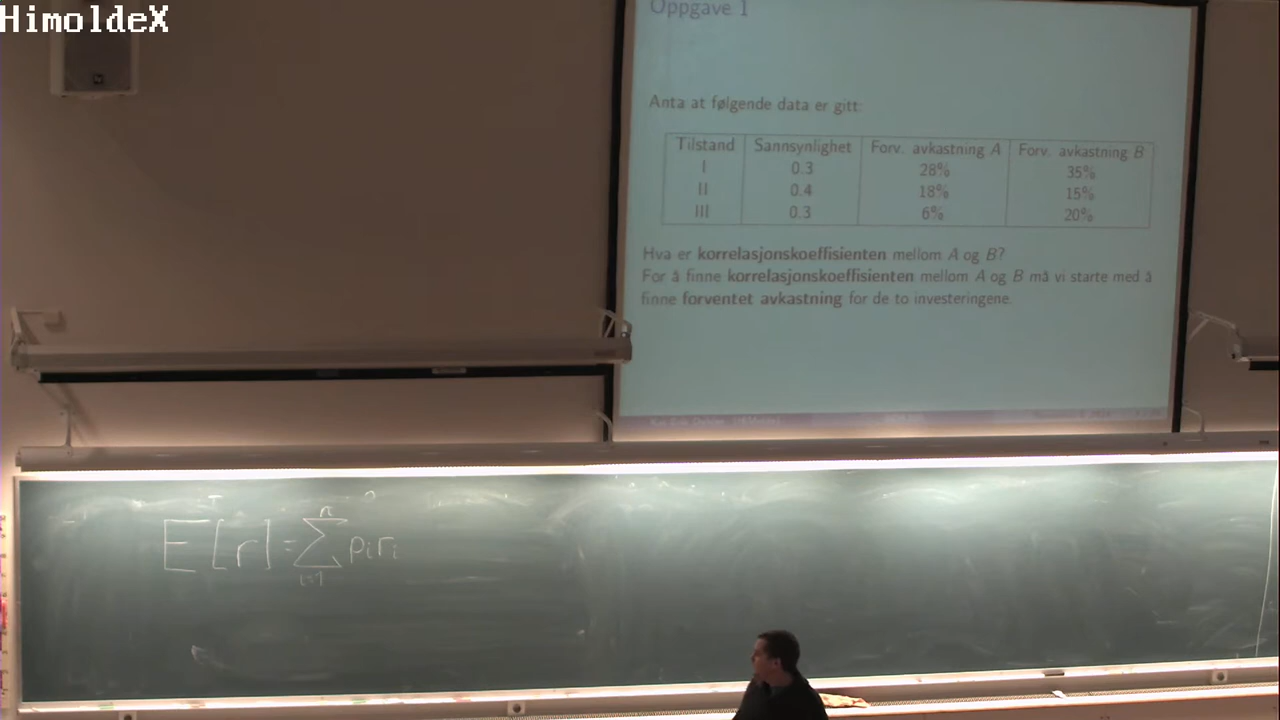 HimoldeX
Oppgave 1
Anta at følgende data er gitt:
Tilstand Sannsynlighet Forv. avkastning A Forv. avkastning B
I 0.3 28% 35%
II 0.4 18% 15%
III 0.3 6% 20%
Hva er korrelasjonskoeffisienten mellom A og B?
For å finne korrelasjonskoeffisienten mellom A og B må vi starte med å
finne forventet avkastning for de to investeringene.
E[r] = n∑i=1 pᵢrᵢ